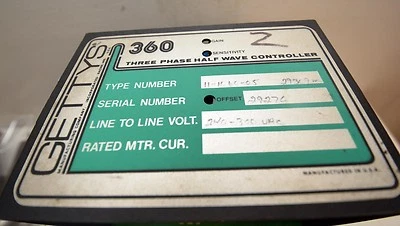 GETTYS
360
GAIN
SENSITIVITY
Z
THREE PHASE HALF WAVE CONTROLLER
TYPE NUMBER
SERIAL NUMBER OFFSET
LINE TO LINE VOLT.
RATED MTR. CUR.
MANUFACTURED IN U.S.A.